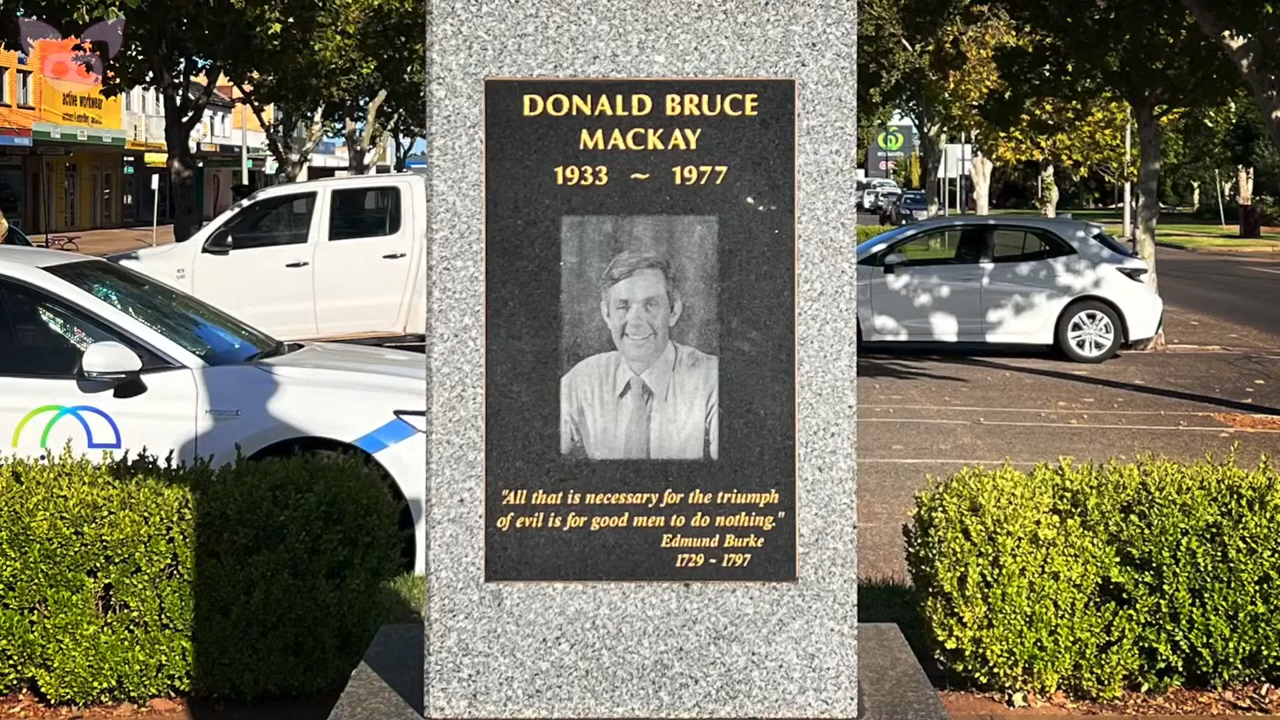 active workwear
DONALD BRUCE
MACKAY
1933 ~ 1977
"All that is necessary for the triumph
of evil is for good men to do nothing."
Edmund Burke
1729 ~ 1797